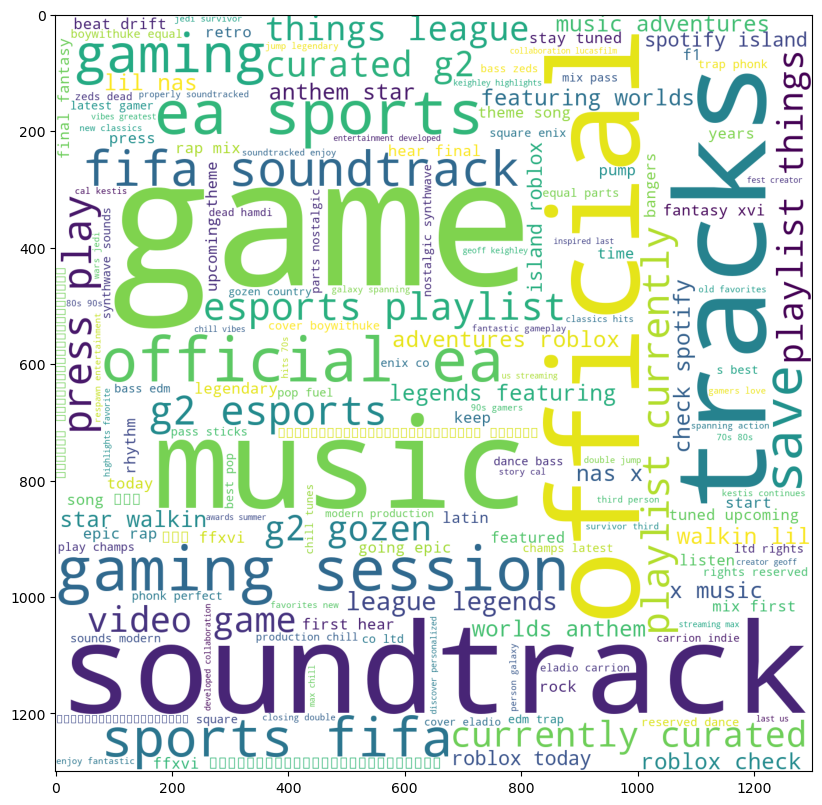 0
200
400
600
800
1000
1200
0
200
400
600
800
1000
1200
beat drift
jedi survivor
boywithuke equal
retro
things league
jump legendary
stay tuned
collaboration lucasfilm
music adventures
spotify island
f1
trap phonk
gaming
curated g2
bass zeds
mix pass
keighley highlights
lil nas
zeds dead
properly soundtracked
anthem star
featuring worlds
latest gamer
vibes greatest
new classics
press
ea sports
theme song
square enix
years
final fantasy
entertainment developed
rap mix
soundtracked enjoy
hear final
fifa soundtrack
pump
fest creator
cal kestis
equal parts
island roblox
bangers
official
tracks
playlist things
game
dead hamdi
upcoming theme
parts nostalgic
nostalgic synthwave
geoff keighley
inspired last
time
fantasy xvi
press play
80s 90s
wars jedi
synthwave sounds
gozen country
galaxy spanning
old favorites
esports playlist
classics hits
chill vibes
cover boywithuke
fantastic gameplay
adventures roblox
official ea
hits 70s
enix co
us streaming
s best
check spotify
playlist currently
save
respawn entertainment
bass edm
legendary
pop fuel
legends featuring
gamers love
90s gamers
g2 esports
keep
spanning action
70s 80s
pass sticks
highlights favorite
rhythm
best pop
music
dance bass
story cal
double jump
nas x
today
third person
kestis continues
start
song
modern production
chill tunes
survivor third
tuned upcoming
star walkin
awards summer
latin
epic rap
ffxvi
g2 gozen
featured
walkin lil
play champs
going epic
champs latest
ltd rights
creator geoff
listen
rights reserved
gaming session
phonk perfect
favorites new
league legends
x music
mix first
video game
first hear
streaming max
sounds modern
developed collaboration
production chill
co ltd
worlds anthem
carrion indie
soundtrack
max chill
discover personalized
person galaxy
eladio carrion
rock
square
closing double
cover eladio
edm trap
reserved dance
last us
sports fifa
currently curated
enjoy fantastic
ffxvi
roblox today
roblox check